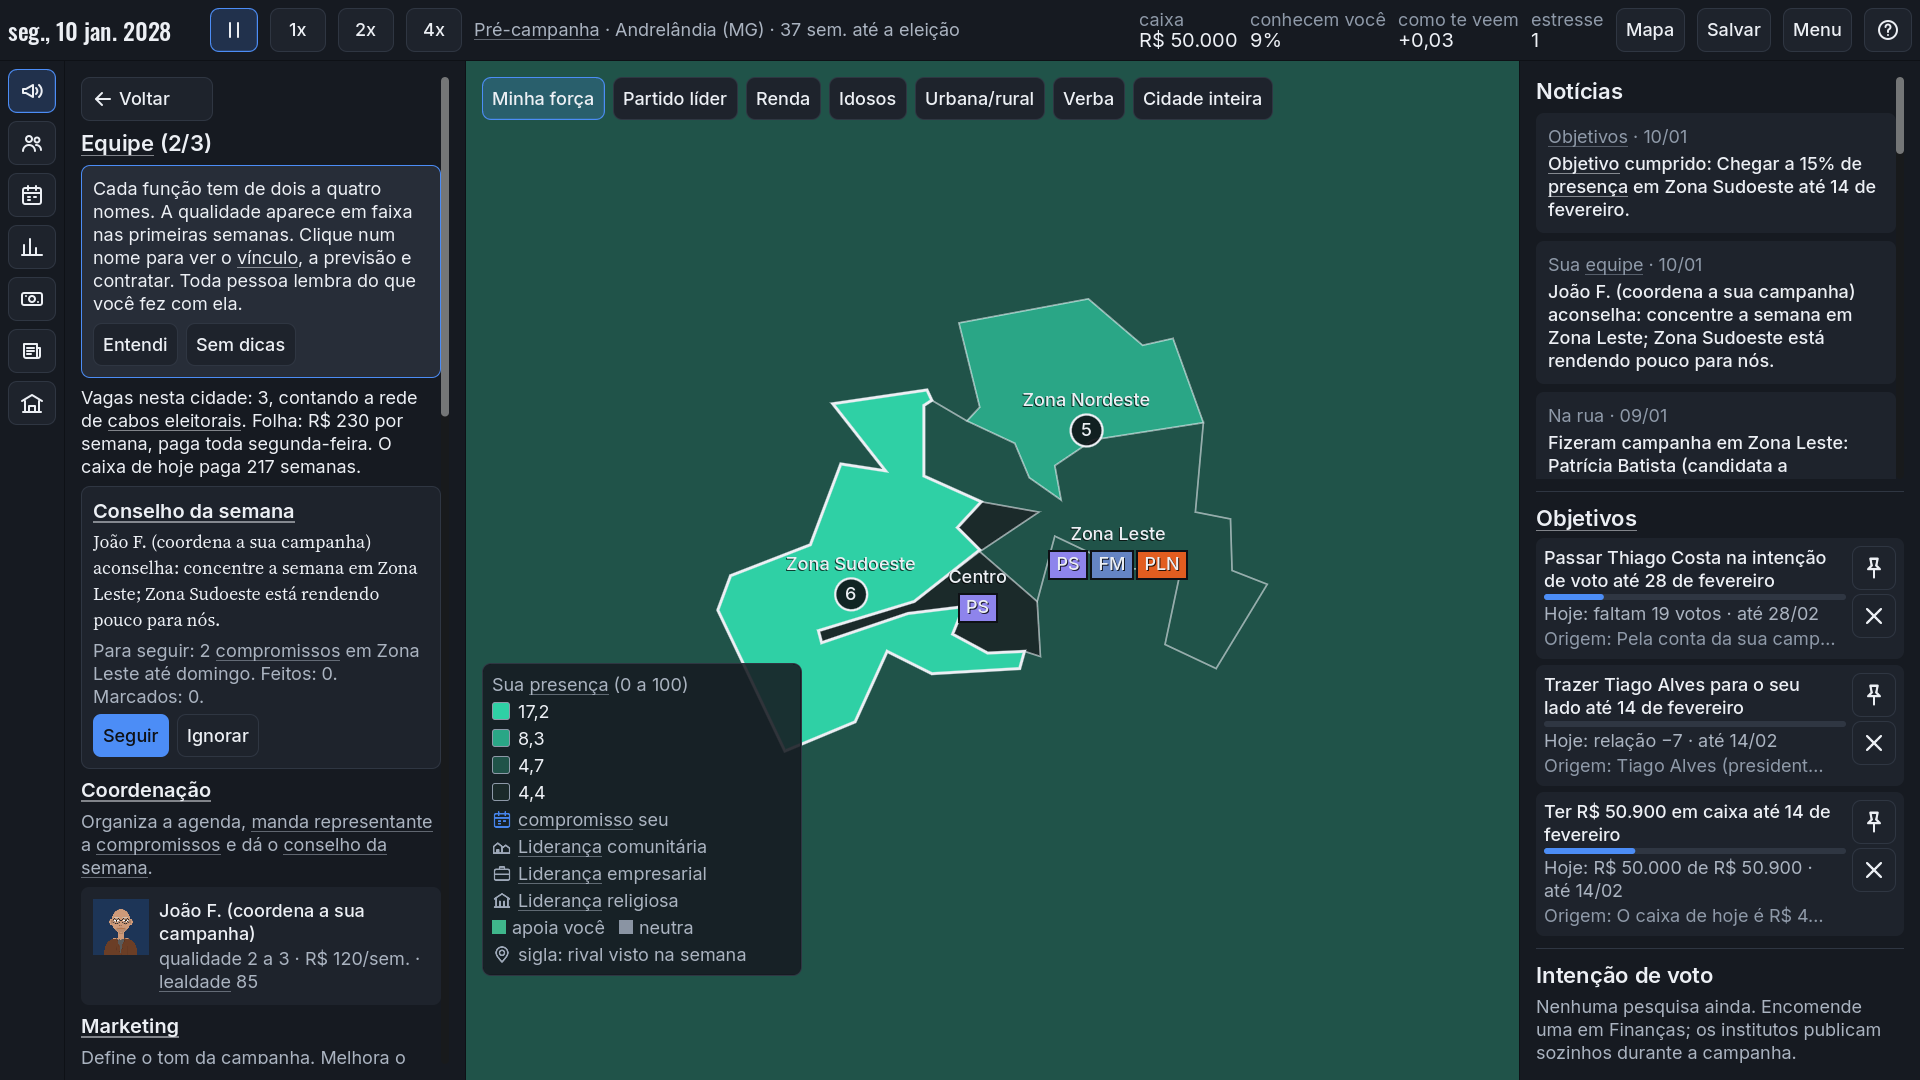 seg., 10 jan. 2028
1x
2x
4x
Pré-campanha · Andrelândia (MG) · 37 sem. até a eleição
caixa
R$ 50.000
conhecem você
9%
como te veem
+0,03
estresse
1
Mapa
Salvar
Menu
Voltar
Equipe (2/3)
Cada função tem de dois a quatro
nomes. A qualidade aparece em faixa
nas primeiras semanas. Clique num
nome para ver o vínculo, a previsão e
contratar. Toda pessoa lembra do que
você fez com ela.
Entendi
Sem dicas
Vagas nesta cidade: 3, contando a rede
de cabos eleitorais. Folha: R$ 230 por
semana, paga toda segunda-feira. O
caixa de hoje paga 217 semanas.
Conselho da semana
João F. (coordena a sua campanha)
aconselha: concentre a semana em Zona
Leste; Zona Sudoeste está rendendo
pouco para nós.
Para seguir: 2 compromissos em Zona
Leste até domingo. Feitos: 0.
Marcados: 0.
Seguir
Ignorar
Coordenação
Organiza a agenda, manda representante
a compromissos e dá o conselho da
semana.
João F. (coordena a sua
campanha)
qualidade 2 a 3 · R$ 120/sem. ·
lealdade 85
Marketing
Define o tom da campanha. Melhora o
Minha força
Partido líder
Renda
Idosos
Urbana/rural
Verba
Cidade inteira
Zona Nordeste
5
Zona Leste
PS
FM
PLN
Zona Sudoeste
6
Centro
PS
Sua presença (0 a 100)
17,2
8,3
4,7
4,4
compromisso seu
Liderança comunitária
Liderança empresarial
Liderança religiosa
apoia você
neutra
sigla: rival visto na semana
Notícias
Objetivos · 10/01
Objetivo cumprido: Chegar a 15% de
presença em Zona Sudoeste até 14 de
fevereiro.
Sua equipe · 10/01
João F. (coordena a sua campanha)
aconselha: concentre a semana em
Zona Leste; Zona Sudoeste está
rendendo pouco para nós.
Na rua · 09/01
Fizeram campanha em Zona Leste:
Patrícia Batista (candidata a
Objetivos
Passar Thiago Costa na intenção
de voto até 28 de fevereiro
Hoje: faltam 19 votos · até 28/02
Origem: Pela conta da sua camp...
Trazer Tiago Alves para o seu
lado até 14 de fevereiro
Hoje: relação −7 · até 14/02
Origem: Tiago Alves (president...
Ter R$ 50.900 em caixa até 14 de
fevereiro
Hoje: R$ 50.000 de R$ 50.900 ·
até 14/02
Origem: O caixa de hoje é R$ 4...
Intenção de voto
Nenhuma pesquisa ainda. Encomende
uma em Finanças; os institutos publicam
sozinhos durante a campanha.